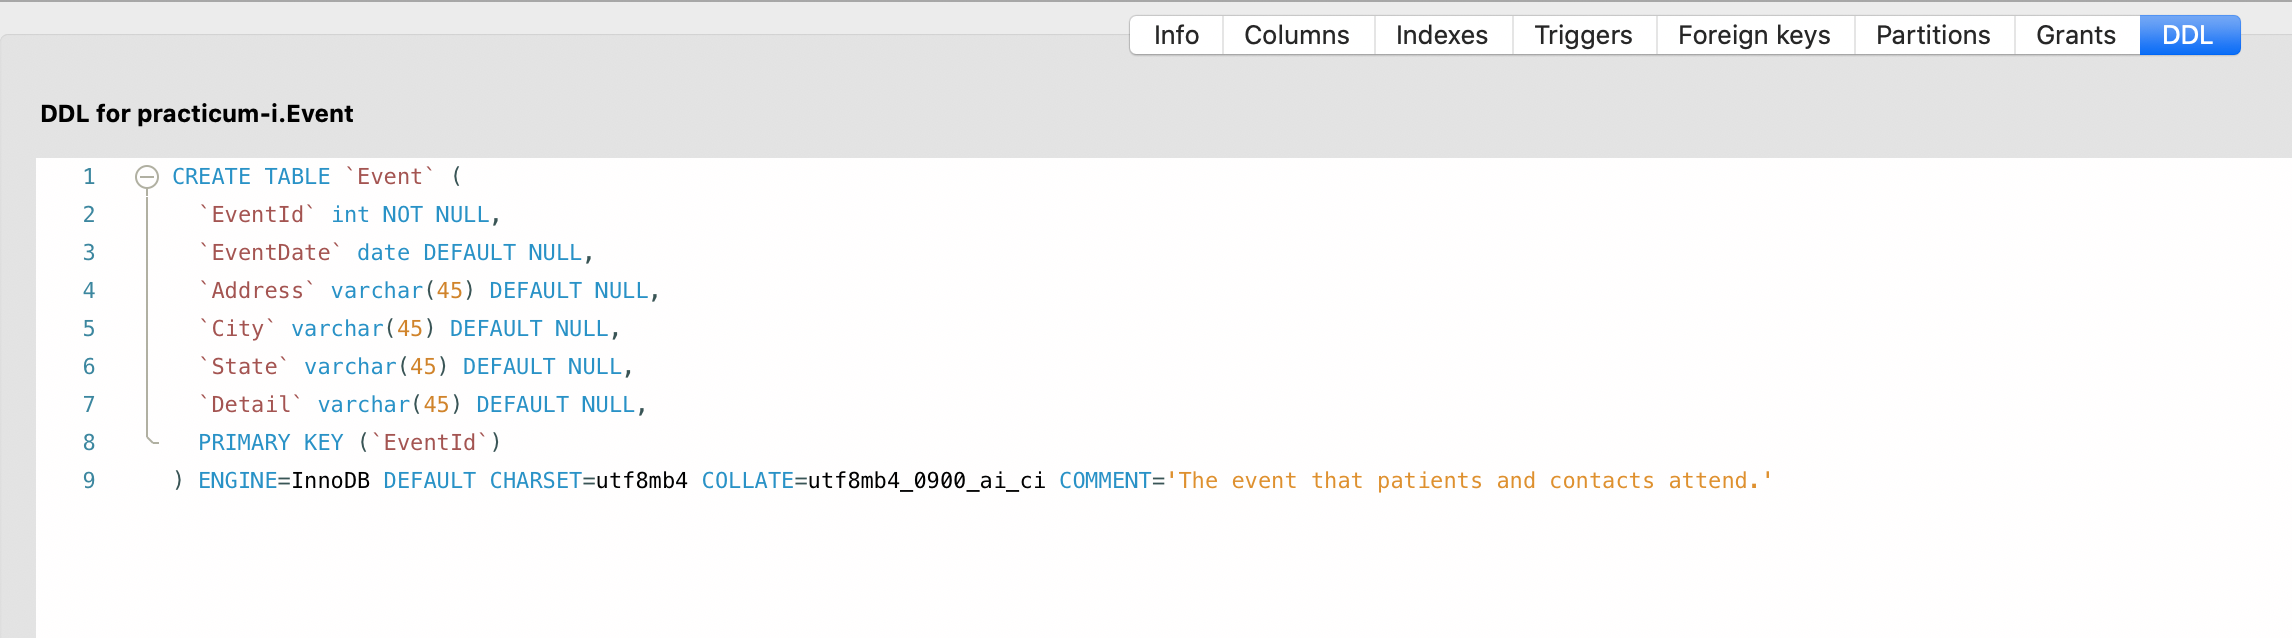 Info Columns Indexes Triggers Foreign keys Partitions Grants DDL
DDL for practicum-i.Event
1 CREATE TABLE `Event` (
2 `EventId` int NOT NULL,
3 `EventDate` date DEFAULT NULL,
4 `Address` varchar(45) DEFAULT NULL,
5 `City` varchar(45) DEFAULT NULL,
6 `State` varchar(45) DEFAULT NULL,
7 `Detail` varchar(45) DEFAULT NULL,
8 PRIMARY KEY (`EventId`)
9 ) ENGINE=InnoDB DEFAULT CHARSET=utf8mb4 COLLATE=utf8mb4_0900_ai_ci COMMENT='The event that patients and contacts attend.'